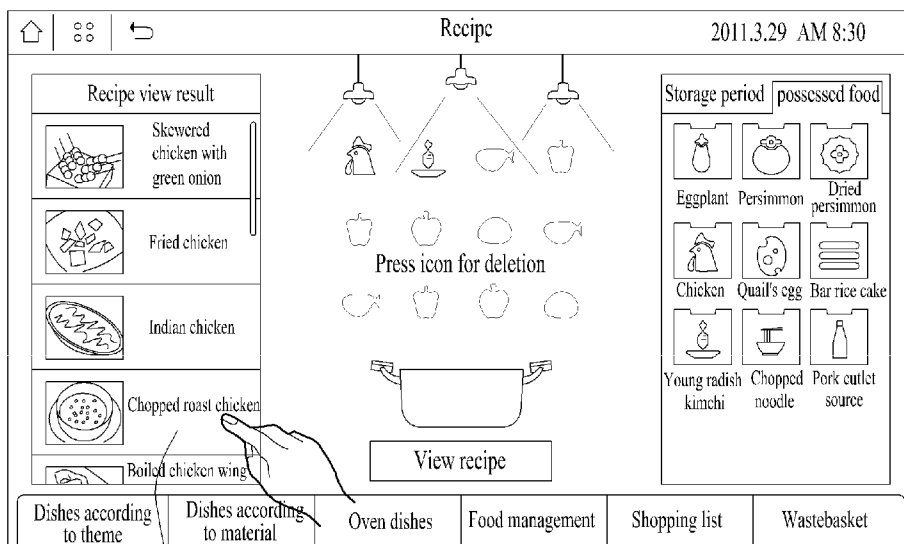 Recipe
2011.3.29 AM 8:30
Recipe view result
Skewered
chicken with
green onion
Fried chicken
Indian chicken
Chopped roast chicken
Boiled chicken wing
Press icon for deletion
View recipe
Storage period
possessed food
Eggplant
Persimmon
Dried
persimmon
Chicken
Quail's egg
Bar rice cake
Young radish
kimchi
Chopped
noodle
Pork cutlet
source
Dishes according
to theme
Dishes according
to material
Oven dishes
Food management
Shopping list
Wastebasket